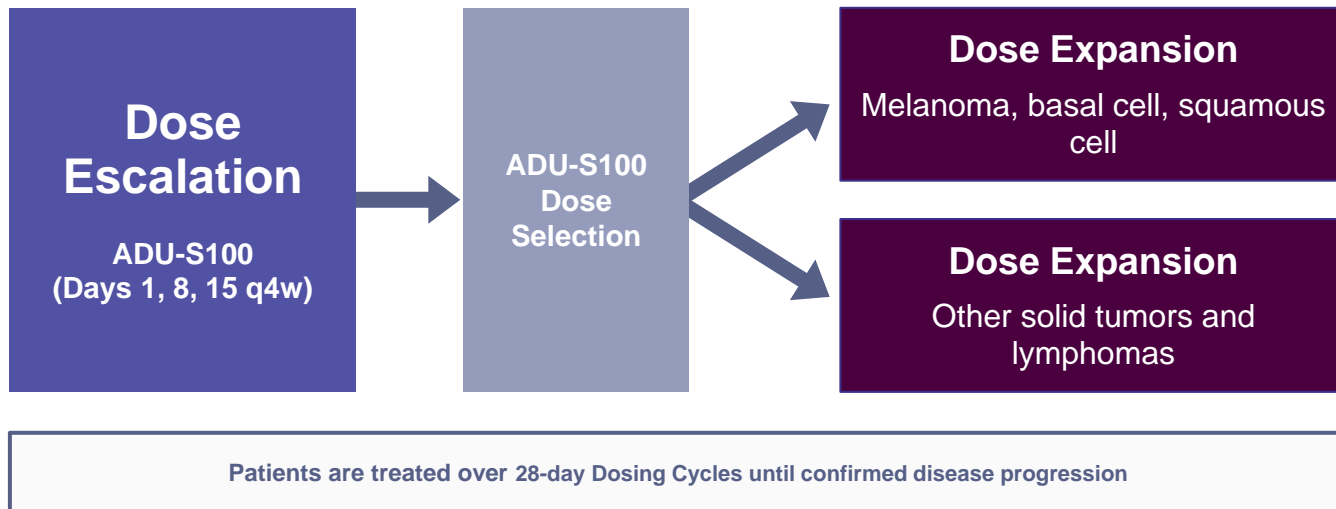 Dose
Escalation
ADU-S100
(Days 1, 8, 15 q4w)
ADU-S100
Dose
Selection
Dose Expansion
Melanoma, basal cell, squamous
cell
Dose Expansion
Other solid tumors and
lymphomas
Patients are treated over 28-day Dosing Cycles until confirmed disease progression